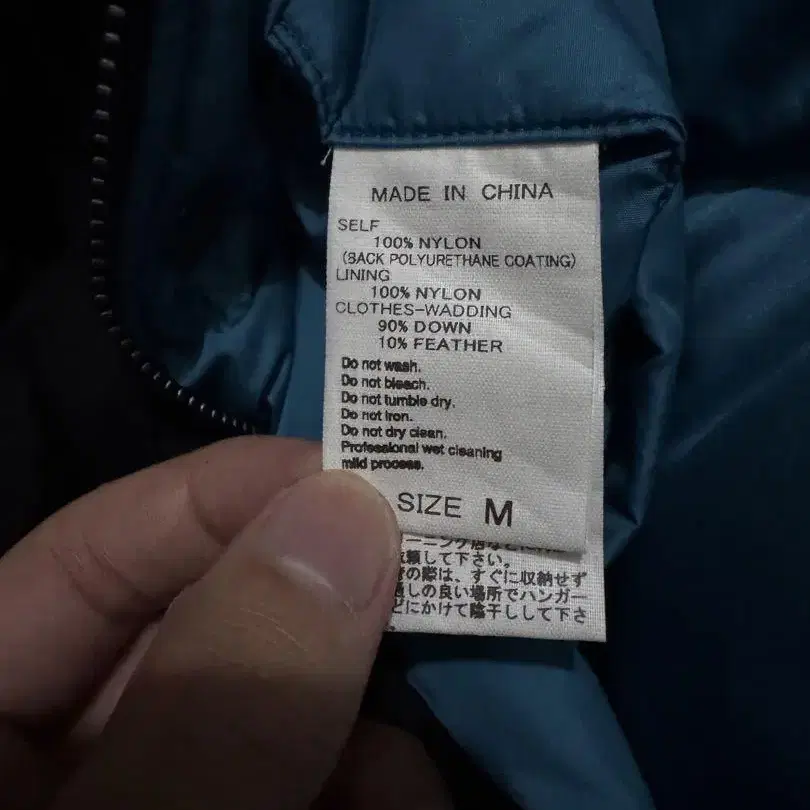 MADE IN CHINA
SELF
100% NYLON
(BACK POLYURETHANE COATING)
LINING
100% NYLON
CLOTHES-WADDING
90% DOWN
10% FEATHER
Do not wash.
Do not bleach.
Do not tumble dry.
Do not iron.
Do not dry clean.
Professional wet cleaning
mild process.
SIZE M
して下さい。
の際は、すぐに収納せず
しの良い場所でハンガー
にかけて陰干しして下さ